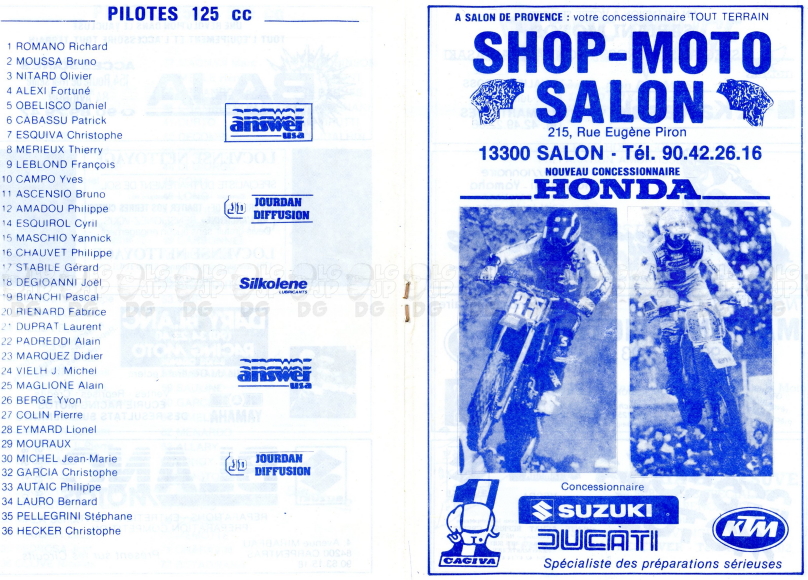 PILOTES 125 cc
1 ROMANO Richard
2 MOUSSA Bruno
3 NITARD Olivier
4 ALEXI Fortuné
5 OBELISCO Daniel
6 CABASSU Patrick
7 ESQUIVA Christophe
8 MERIEUX Thierry
9 LEBLOND François
10 CAMPO Yves
11 ASCENSIO Bruno
12 AMADOU Philippe
14 ESQUIROL Cyril
15 MASCHIO Yannick
16 CHAUVET Philippe
17 STABILE Gérard
18 DEGIOANNI Joel
19 BIANCHI Pascal
20 RIENARD Fabrice
21 DUPRAT Laurent
22 PADREDDI Alain
23 MARQUEZ Didier
24 VIELH J. Michel
25 MAGLIONE Alain
26 BERGE Yvon
27 COLIN Pierre
28 EYMARD Lionel
29 MOURAUX
30 MICHEL Jean-Marie
32 GARCIA Christophe
33 AUTAIC Philippe
34 LAURO Bernard
35 PELLEGRINI Stéphane
36 HECKER Christophe
answer
usa
JOURDAN
DIFFUSION
Silkolene
LUBRICANTS
answer
usa
JOURDAN
DIFFUSION
A SALON DE PROVENCE : votre concessionnaire TOUT TERRAIN
SHOP-MOTO
SALON
215, Rue Eugène Piron
13300 SALON - Tél. 90.42.26.16
NOUVEAU CONCESSIONNAIRE
HONDA
Concessionnaire
1
CAGIVA
SUZUKI
DUCATI
KTM
Spécialiste des préparations sérieuses